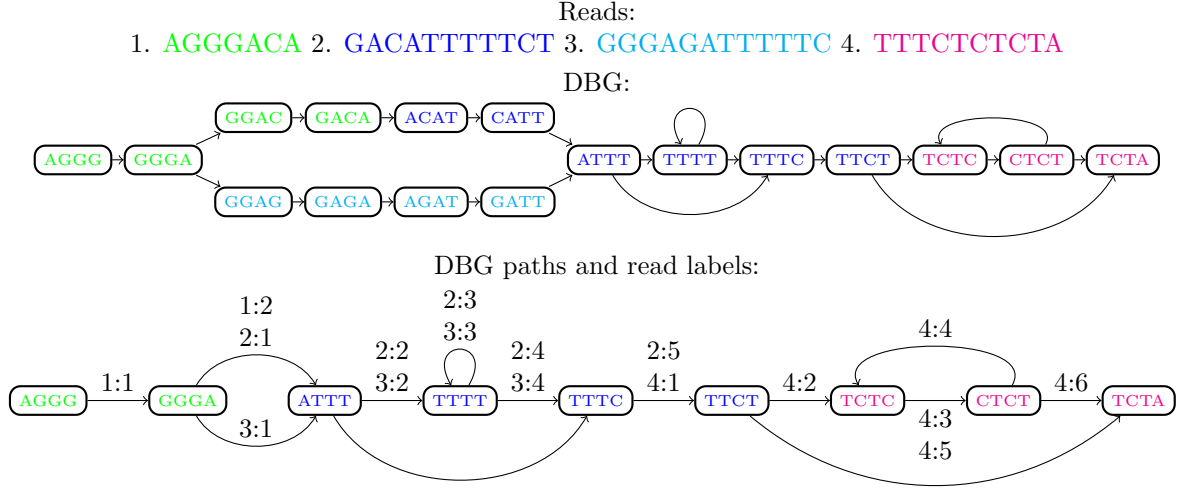 Reads:
1. AGGGACA 2. GACATTTTTCT 3. GGGAGATTTTTC 4. TTTCTCTCTA
DBG:
GGAC GACA ACAT CATT
AGGG GGGA ATTT TTTT TTTC TTCT TCTC CTCT TCTA
GGAG GAGA AGAT GATT
DBG paths and read labels:
1:2 2:3
2:1 3:3 2:2 2:4 2:5 4:4
1:1 3:2 3:4 4:1 4:2 4:6
AGGG GGGA ATTT TTTT TTTC TTCT TCTC CTCT TCTA
3:1 4:3
4:5